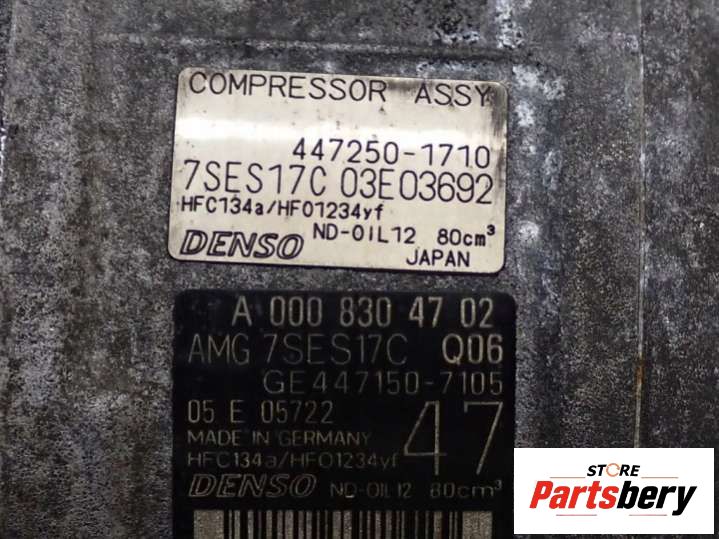 COMPRESSOR ASSY
447250-1710
7SES17C 03E03692
HFC134a/HFO1234yf
DENSO ND-OIL12 80cm³
JAPAN
A 000 830 47 02
AMG 7SES17C Q06
GE447150-7105
05 E 05722
47
MADE IN GERMANY
HFC134a/HFO1234yf
DENSO ND-OIL12 80cm³
STORE
Partsbery